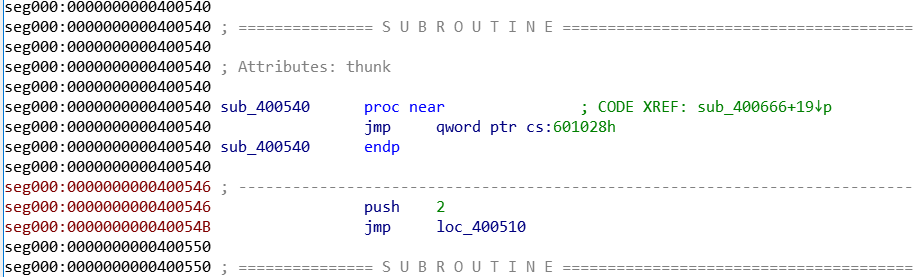 seg000:0000000000400540
seg000:0000000000400540 ; =============== S U B R O U T I N E =======================================
seg000:0000000000400540
seg000:0000000000400540 ; Attributes: thunk
seg000:0000000000400540
seg000:0000000000400540 sub_400540 proc near ; CODE XREF: sub_400666+19↓p
seg000:0000000000400540 jmp qword ptr cs:601028h
seg000:0000000000400540 sub_400540 endp
seg000:0000000000400540
seg000:0000000000400546 ; ---------------------------------------------------------------------------
seg000:0000000000400546 push 2
seg000:000000000040054B jmp loc_400510
seg000:0000000000400550
seg000:0000000000400550 ; =============== S U B R O U T I N E =======================================